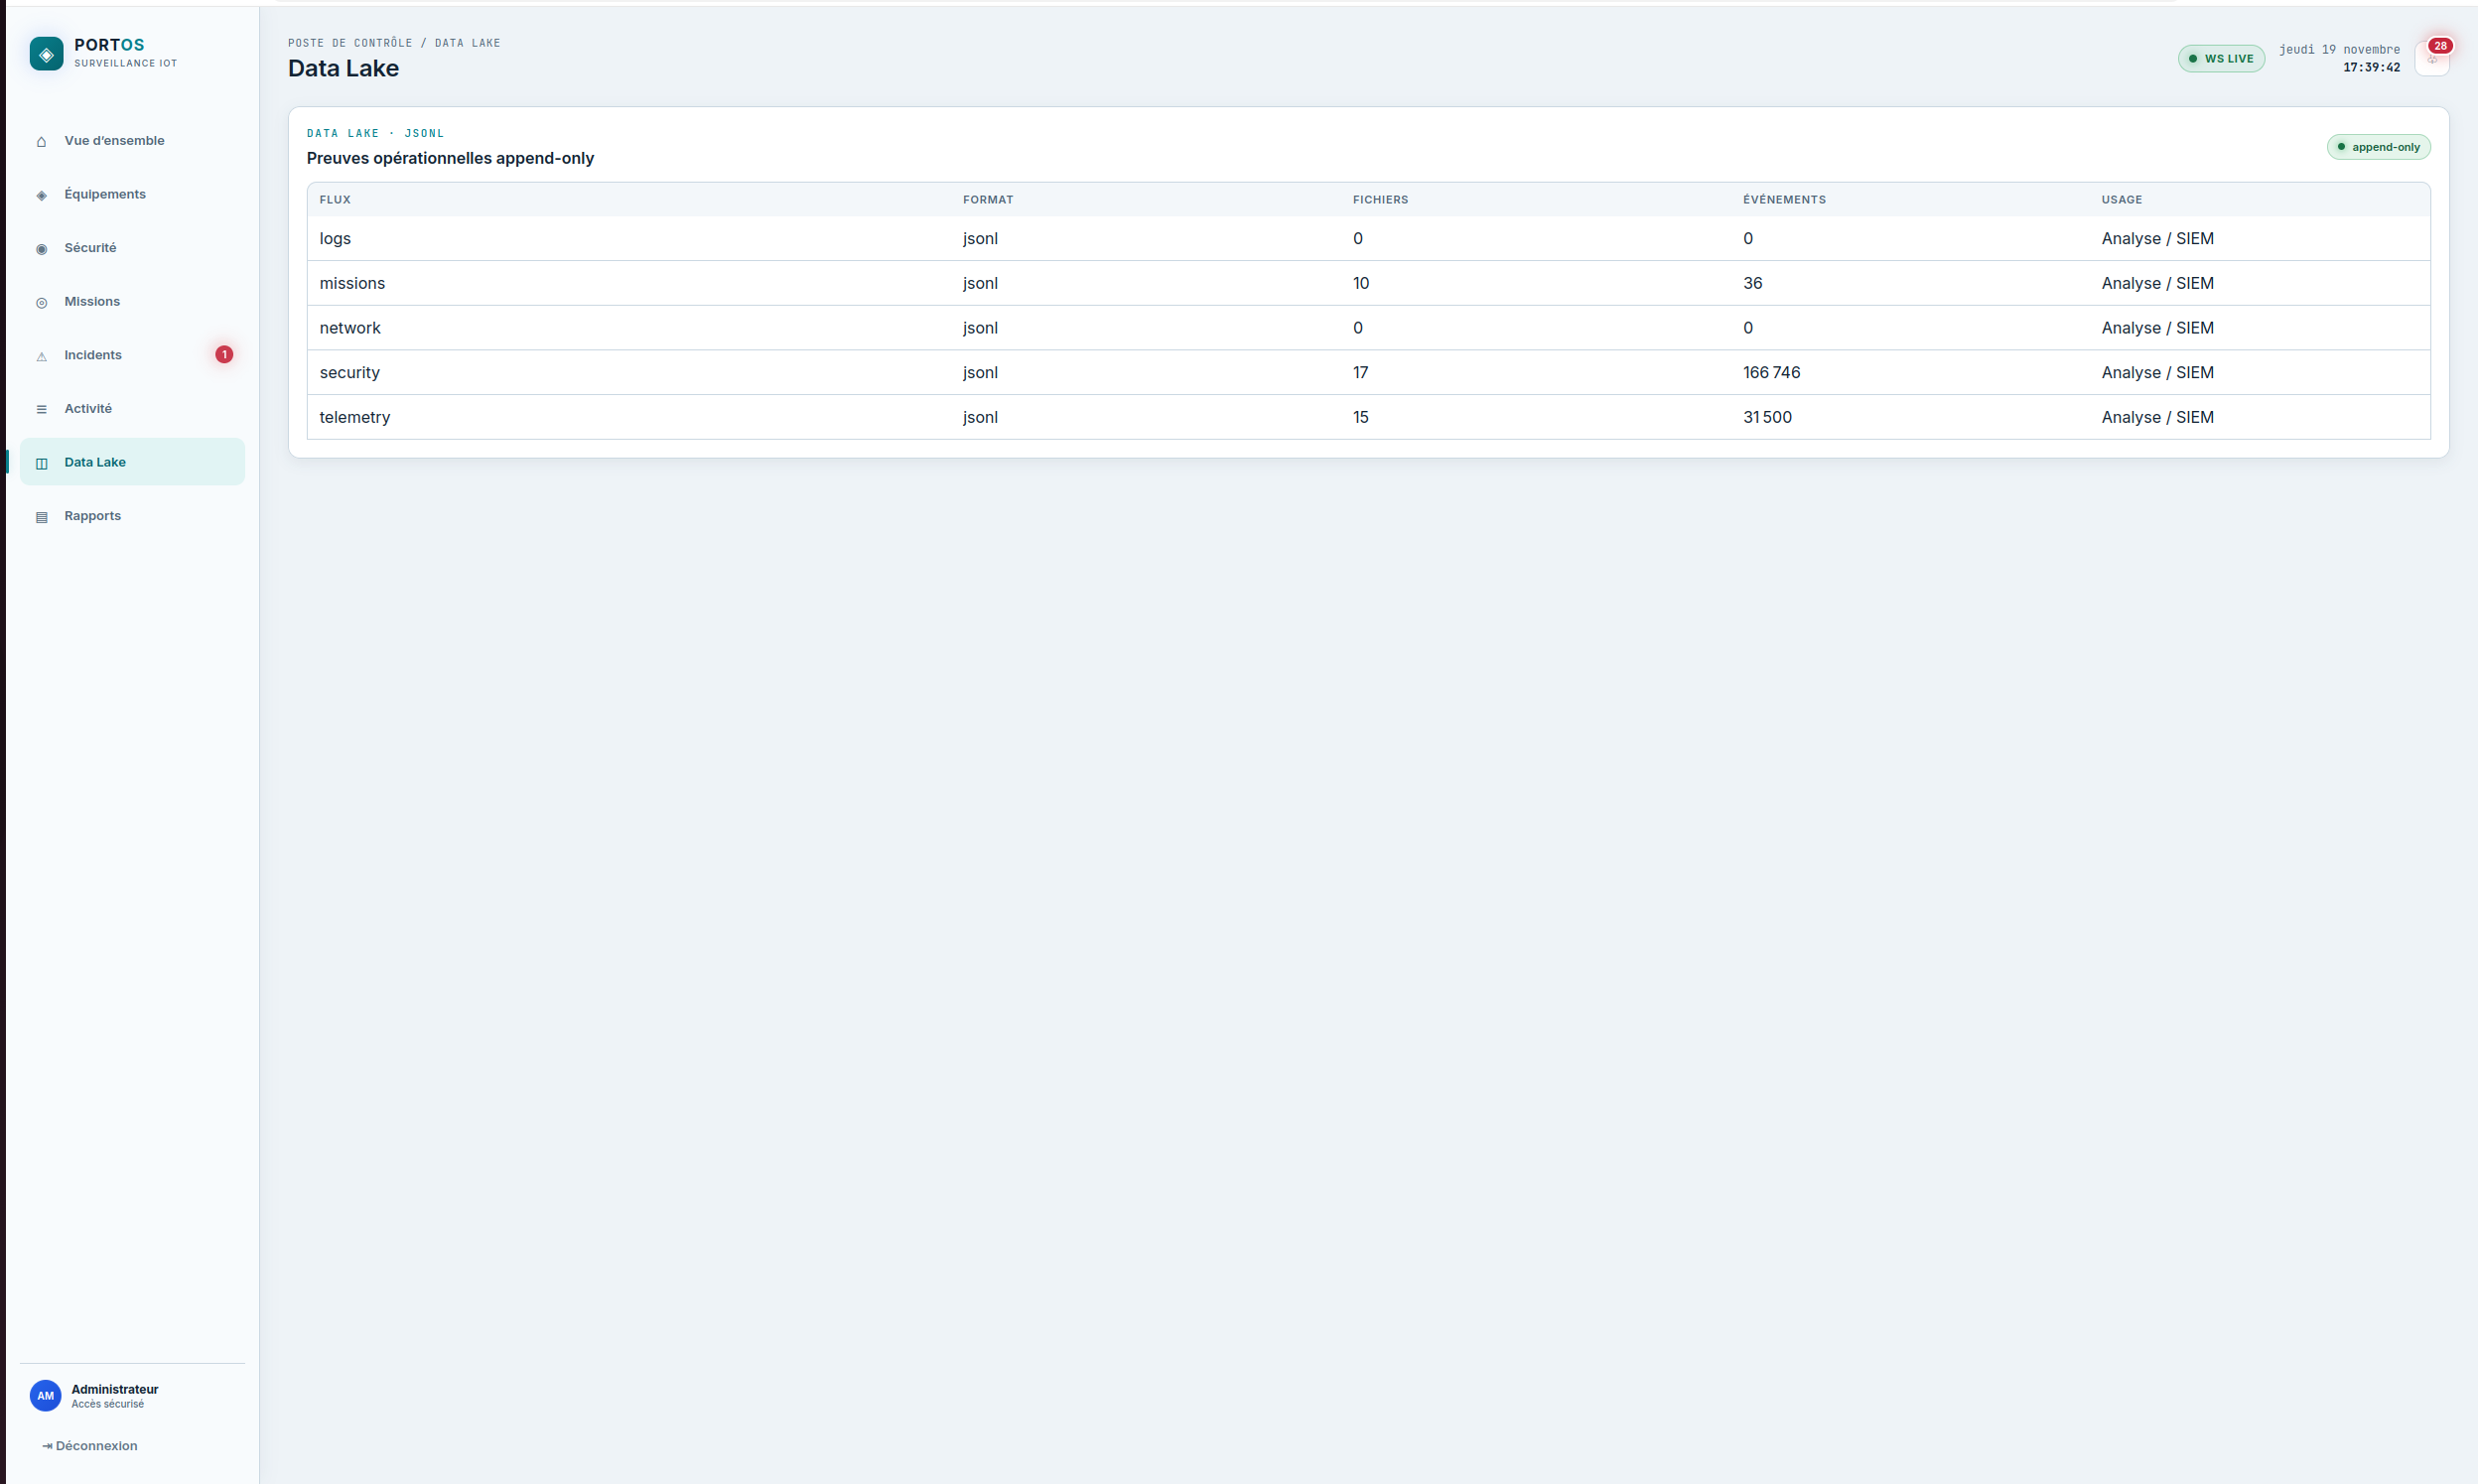 PORTOS
SURVEILLANCE IOT
Vue d'ensemble
Équipements
Sécurité
Missions
Incidents 1
Activité
Data Lake
Rapports
AM Administrateur
Accès sécurisé
Déconnexion
POSTE DE CONTRÔLE / DATA LAKE
Data Lake
WS LIVE
jeudi 19 novembre
17:39:42
28
DATA LAKE · JSONL
Preuves opérationnelles append-only
append-only
FLUX FORMAT FICHIERS ÉVÉNEMENTS USAGE
logs jsonl 0 0 Analyse / SIEM
missions jsonl 10 36 Analyse / SIEM
network jsonl 0 0 Analyse / SIEM
security jsonl 17 166 746 Analyse / SIEM
telemetry jsonl 15 31 500 Analyse / SIEM